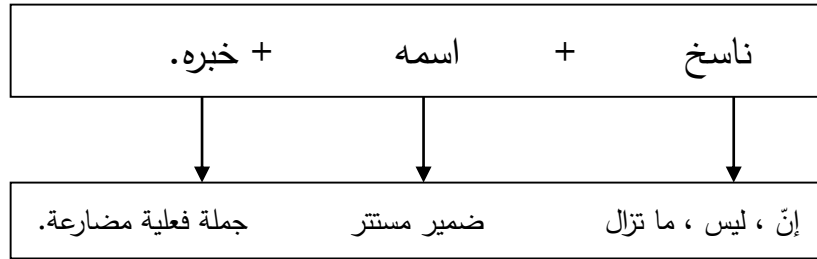 ناسخ + اسمه + خبره.
إنّ ، ليس ، ما تزال ضمير مستتر جملة فعلية مضارعة.